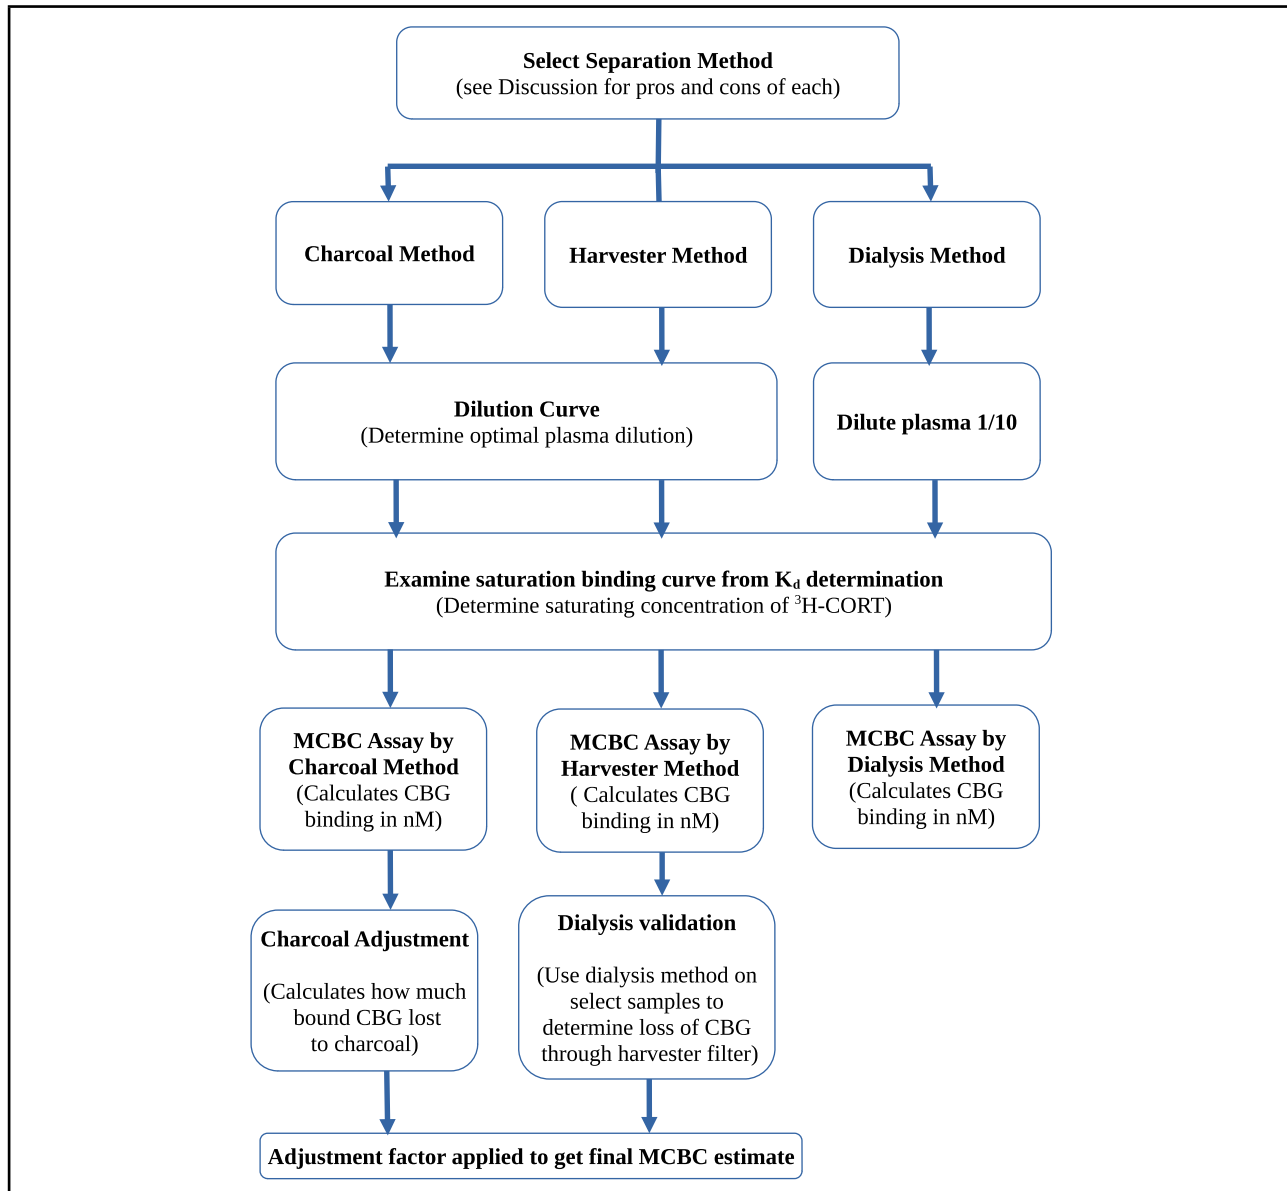 Select Separation Method
(see Discussion for pros and cons of each)
Charcoal Method
Harvester Method
Dialysis Method
Dilution Curve
(Determine optimal plasma dilution)
Dilute plasma 1/10
Examine saturation binding curve from Kd determination
(Determine saturating concentration of ³H-CORT)
MCBC Assay by
Charcoal Method
(Calculates CBG
binding in nM)
MCBC Assay by
Harvester Method
( Calculates CBG
binding in nM)
MCBC Assay by
Dialysis Method
(Calculates CBG
binding in nM)
Charcoal Adjustment
(Calculates how much
bound CBG lost
to charcoal)
Dialysis validation
(Use dialysis method on
select samples to
determine loss of CBG
through harvester filter)
Adjustment factor applied to get final MCBC estimate